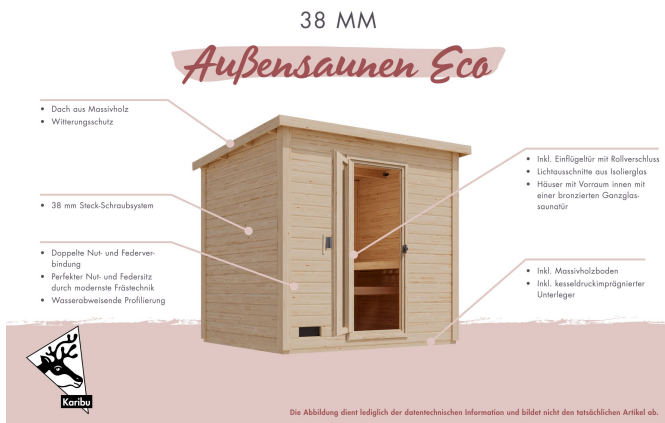 38 MM
Außensaunen Eco
• Dach aus Massivholz
• Witterungsschutz
• 38 mm Steck-Schraubsystem
• Doppelte Nut- und Federver-
bindung
• Perfekter Nut- und Federsitz
durch modernste Frästechnik
• Wasserabweisende Profilierung
• Inkl. Einflügeltür mit Rollverschluss
• Lichtausschnitte aus Isolierglas
• Häuser mit Vorraum innen mit
einer bronzierten Ganzglas-
saunatür
• Inkl. Massivholzboden
• Inkl. kesseldruckimprägnierter
Unterleger
Karibu
Die Abbildung dient lediglich der datentechnischen Information und bildet nicht den tatsächlichen Artikel ab.